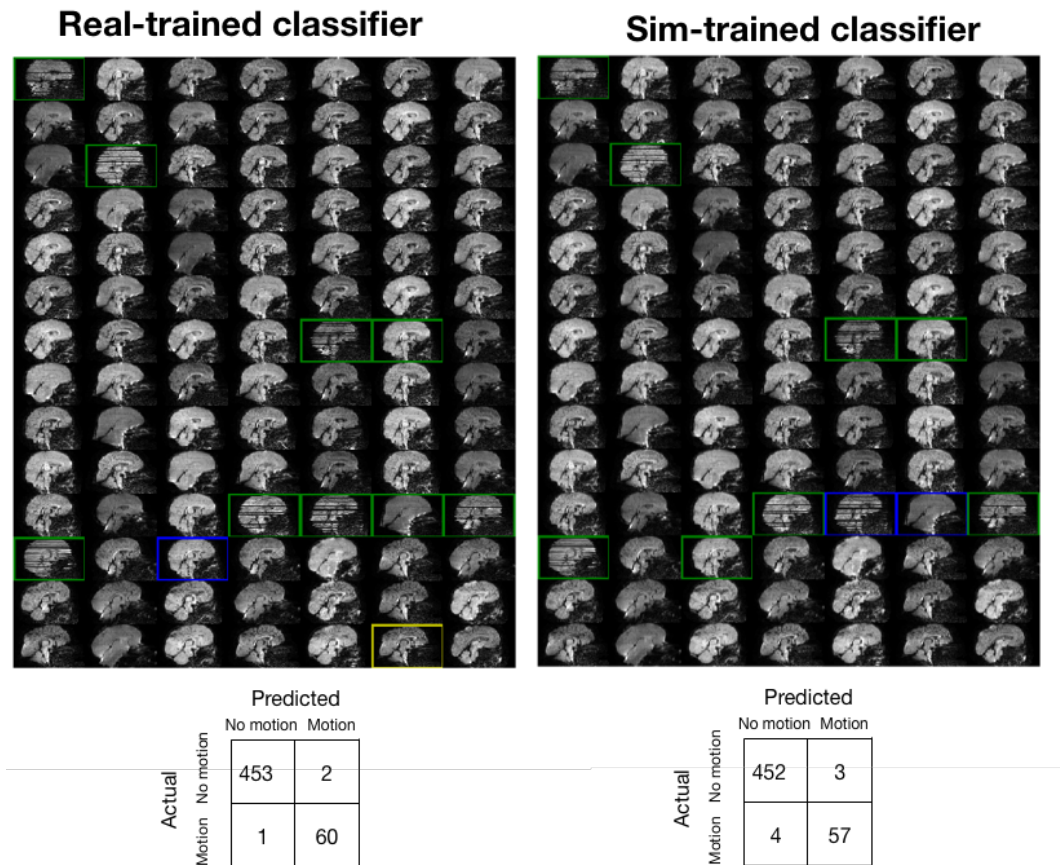 Real-trained classifier
Sim-trained classifier
Predicted
No motion Motion
Actual
No motion
453 2
Motion
1 60
Predicted
No motion Motion
Actual
No motion
452 3
Motion
4 57